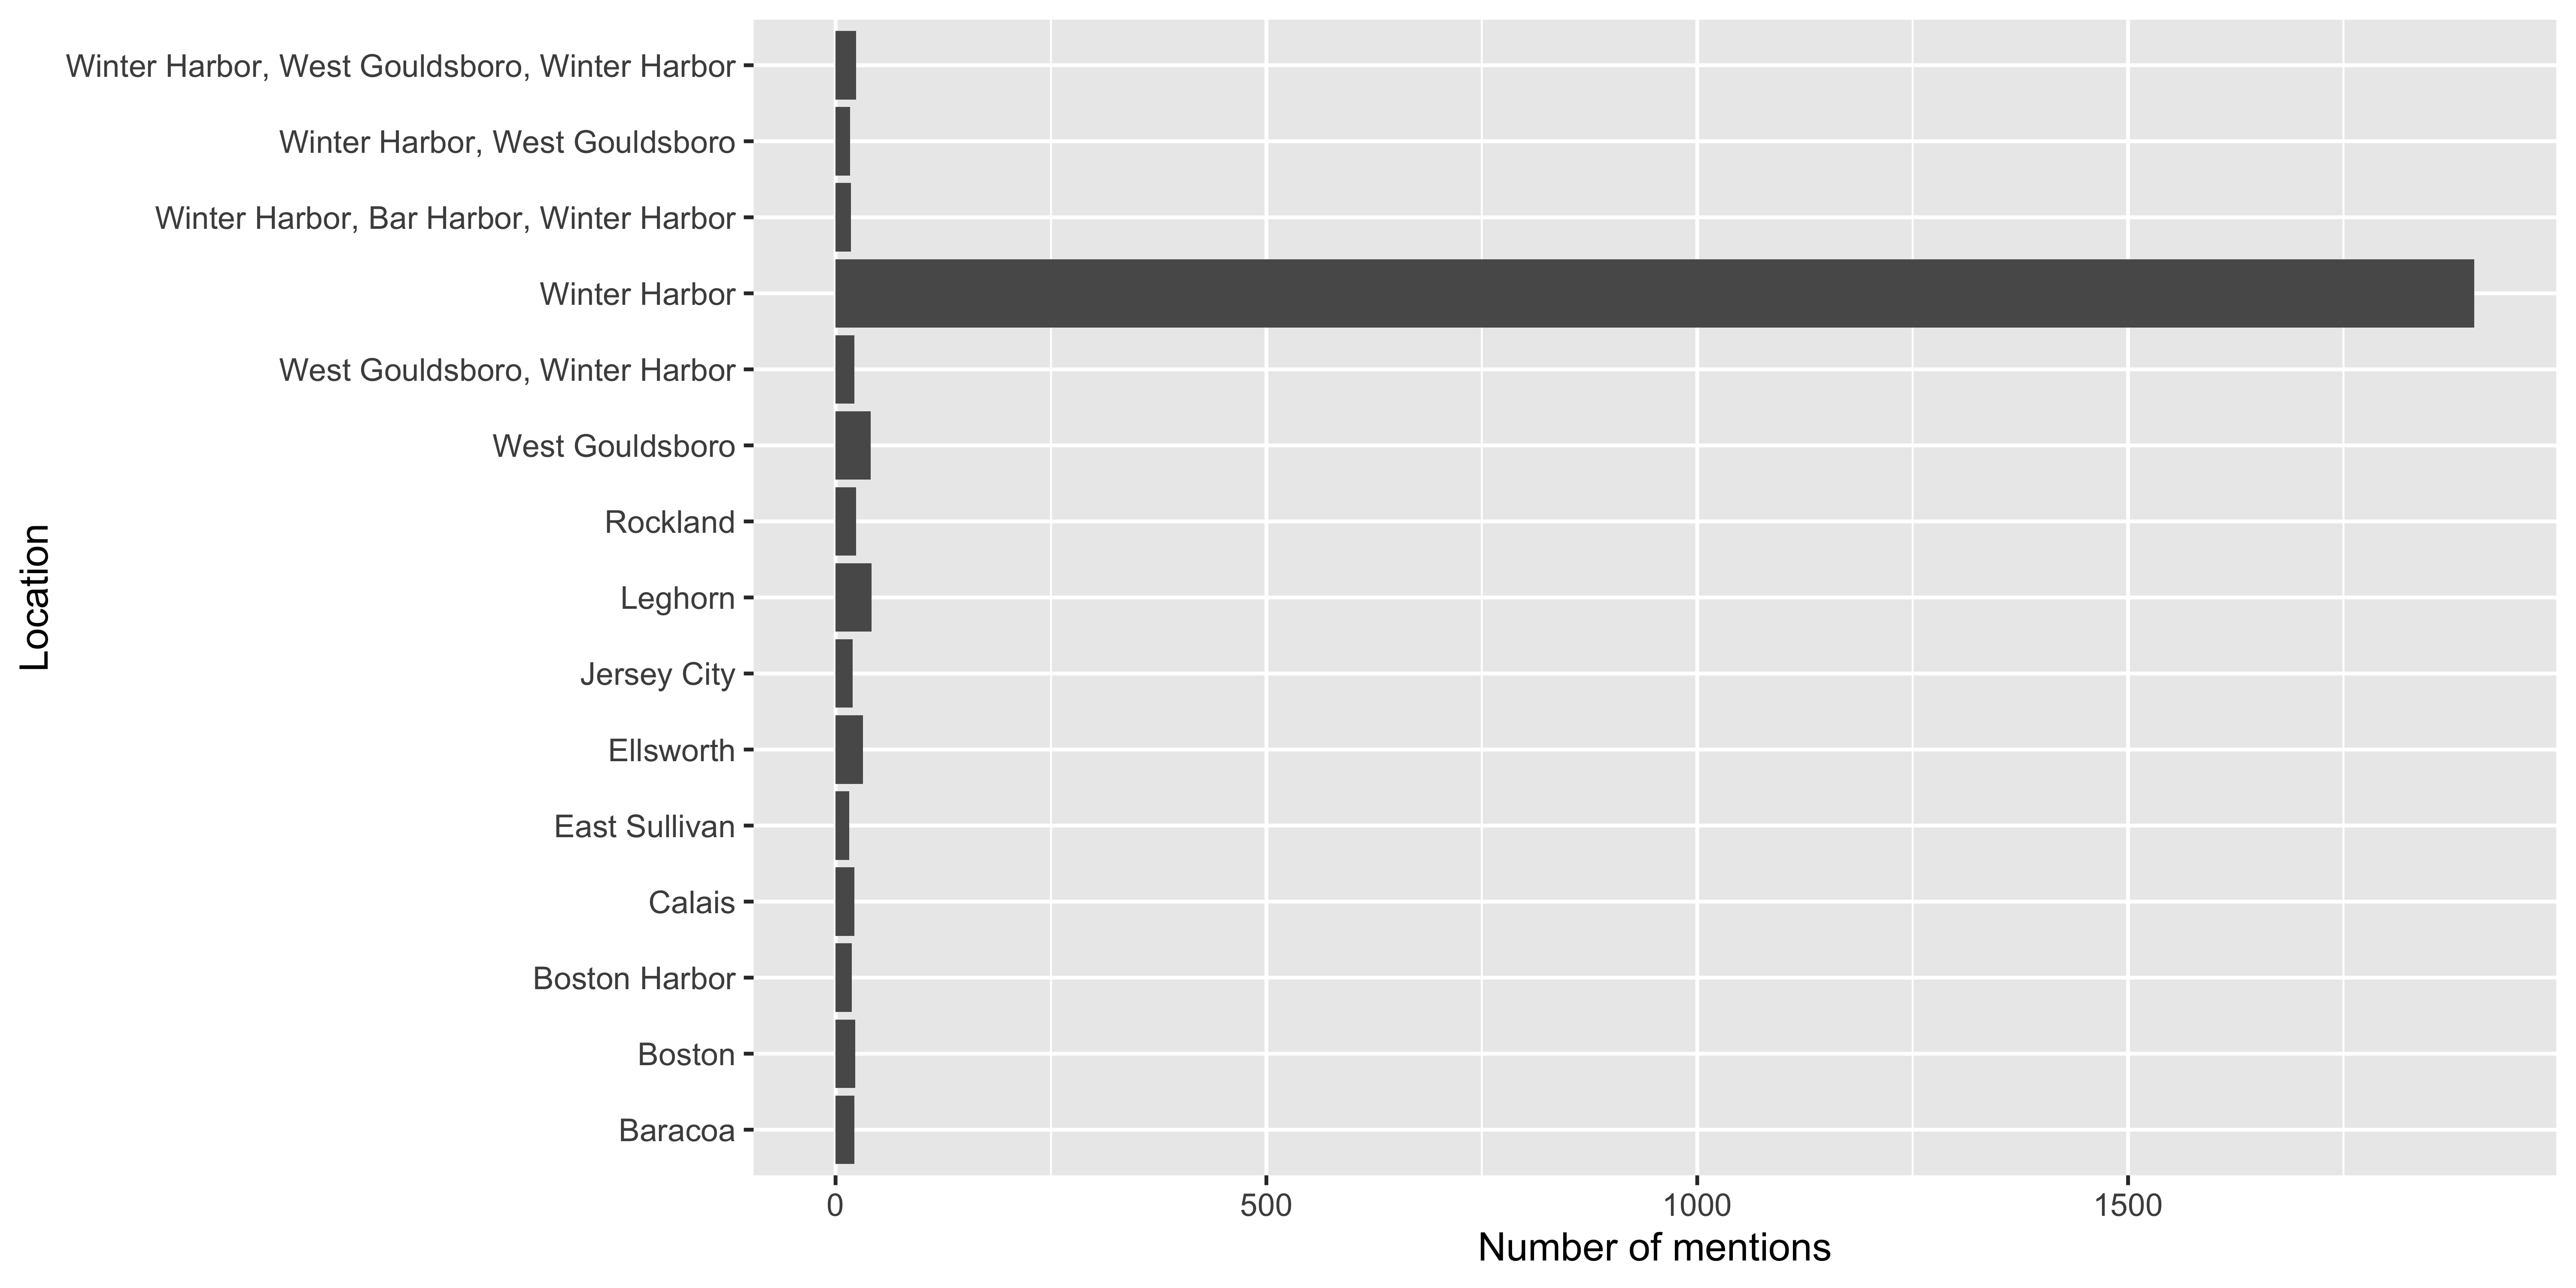 Winter Harbor, West Gouldsboro, Winter Harbor
Winter Harbor, West Gouldsboro
Winter Harbor, Bar Harbor, Winter Harbor
Winter Harbor
West Gouldsboro, Winter Harbor
West Gouldsboro
Rockland
Leghorn
Jersey City
Ellsworth
East Sullivan
Calais
Boston Harbor
Boston
Baracoa
Location
0 500 1000 1500
Number of mentions